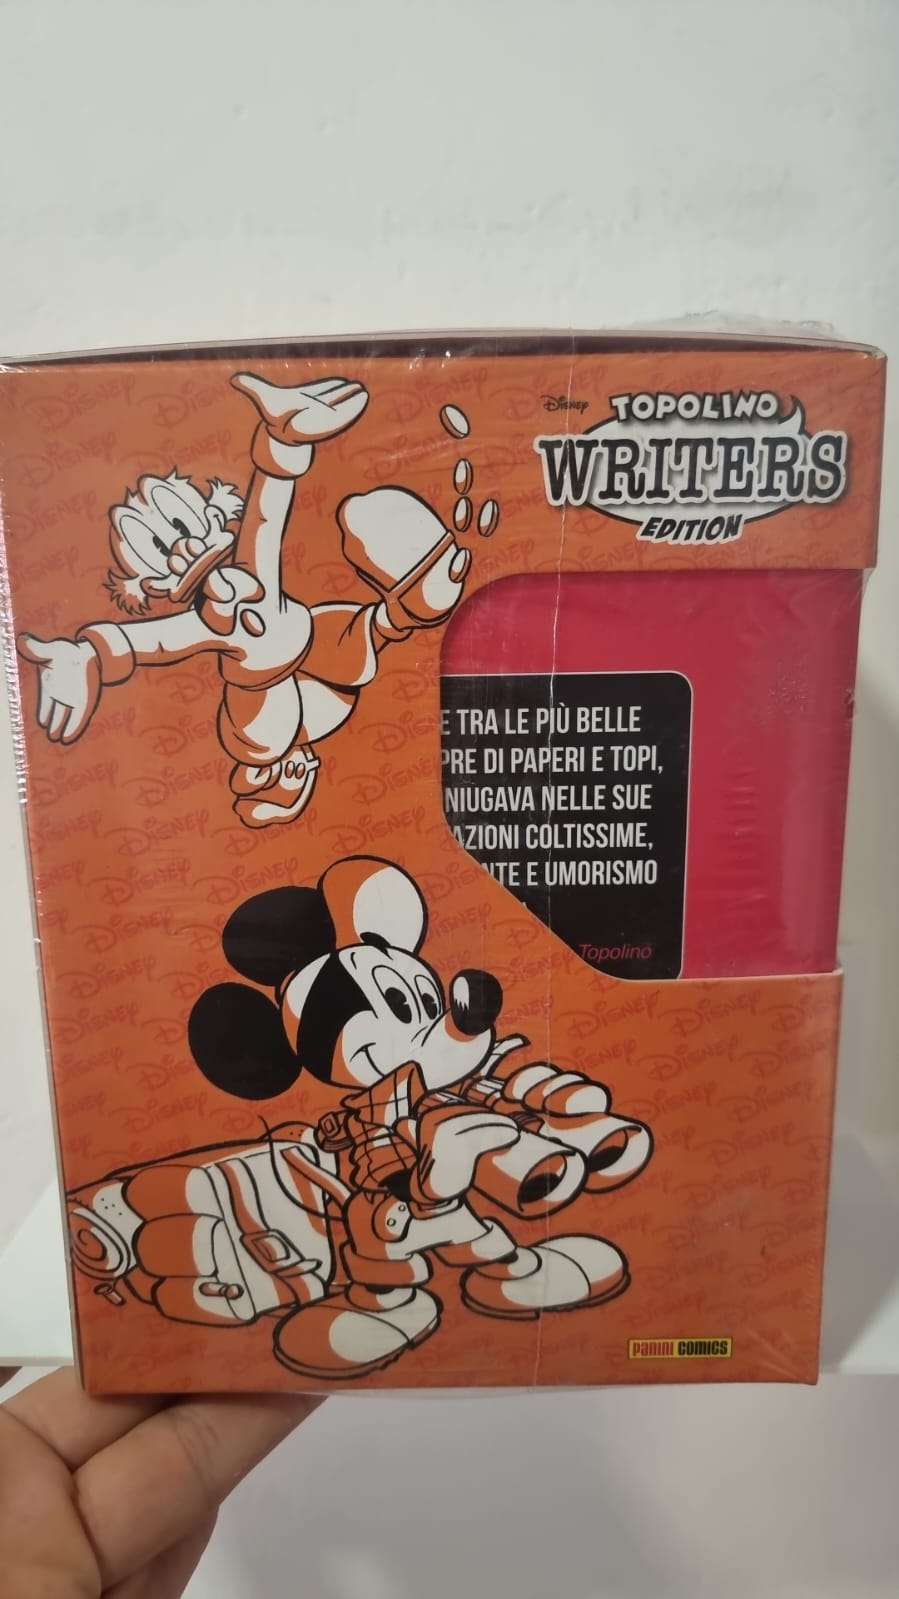 Disney TOPOLINO
WRITERS
EDITION
E TRA LE PIÙ BELLE
PRE DI PAPERI E TOPI,
NIUGAVA NELLE SUE
AZIONI COLTISSIME,
NTE E UMORISMO
Topolino
PANINI COMICS